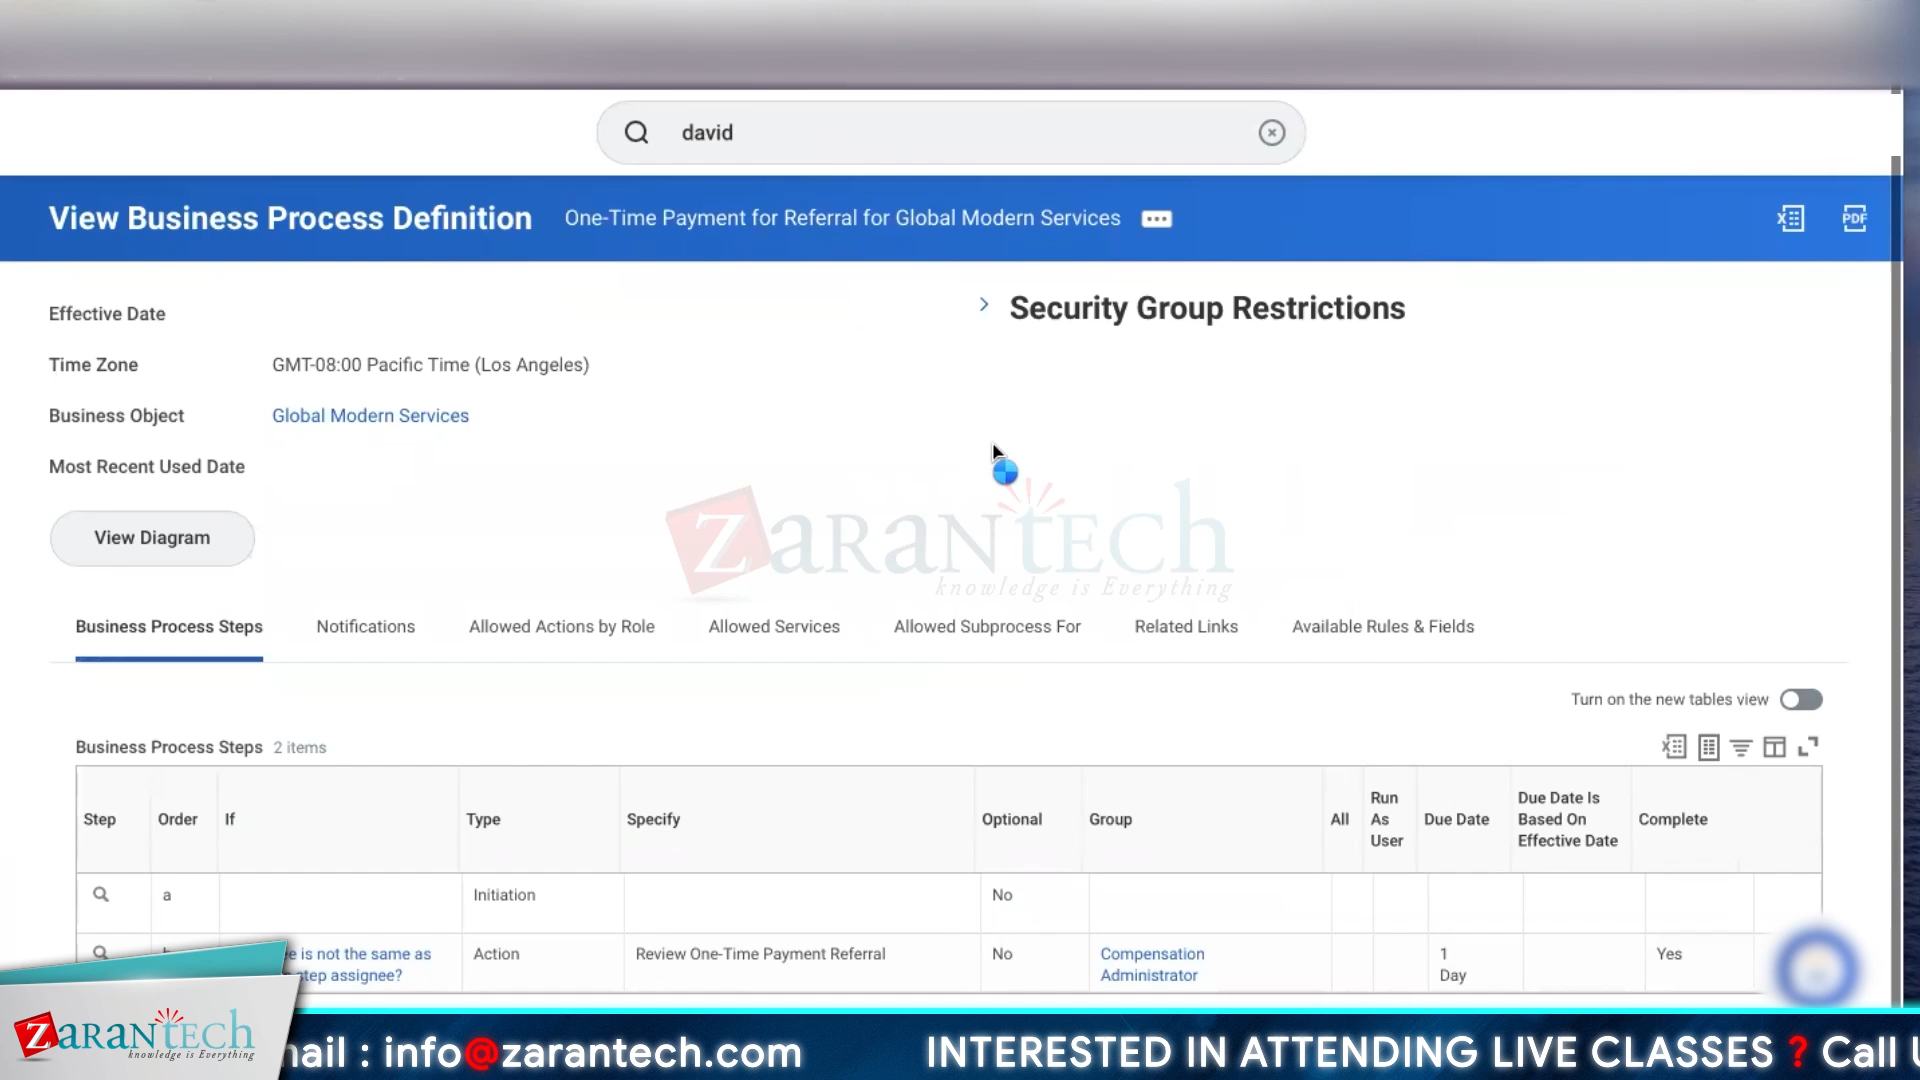 david
View Business Process Definition One-Time Payment for Referral for Global Modern Services
PDF
Effective Date
Security Group Restrictions
Time Zone GMT-08:00 Pacific Time (Los Angeles)
Business Object Global Modern Services
Most Recent Used Date
View Diagram
ZaranTech
knowledge is Everything
Business Process Steps Notifications Allowed Actions by Role Allowed Services Allowed Subprocess For Related Links Available Rules & Fields
Turn on the new tables view
Business Process Steps 2 items
Step Order If Type Specify Optional Group All Run As User Due Date Due Date Is Based On Effective Date Complete
a Initiation No
e is not the same as Action Review One-Time Payment Referral No Compensation 1 Yes
step assignee? Administrator Day
ZaranTech
knowledge is Everything
mail : info@zarantech.com INTERESTED IN ATTENDING LIVE CLASSES ? Call